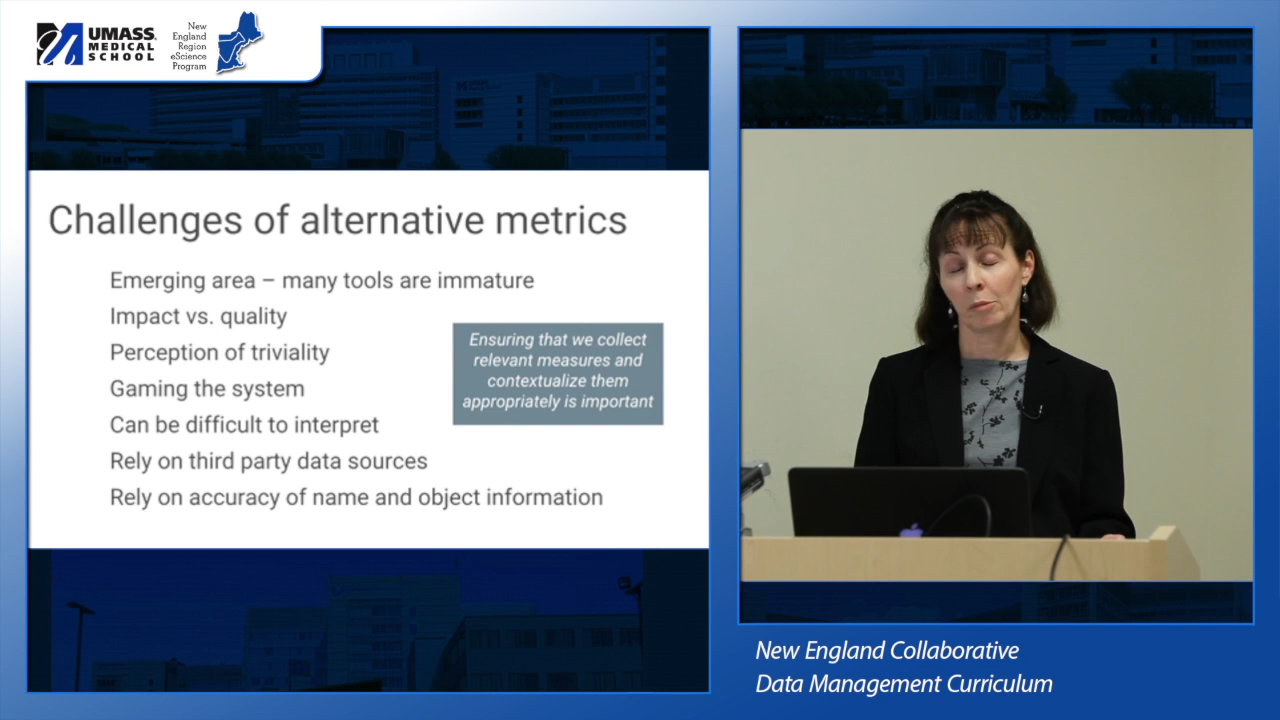 UMASS
MEDICAL
SCHOOL
New
England
Region
eScience
Program
Challenges of alternative metrics
Emerging area – many tools are immature
Impact vs. quality
Perception of triviality
Gaming the system
Can be difficult to interpret
Rely on third party data sources
Rely on accuracy of name and object information
Ensuring that we collect
relevant measures and
contextualize them
appropriately is important
New England Collaborative
Data Management Curriculum